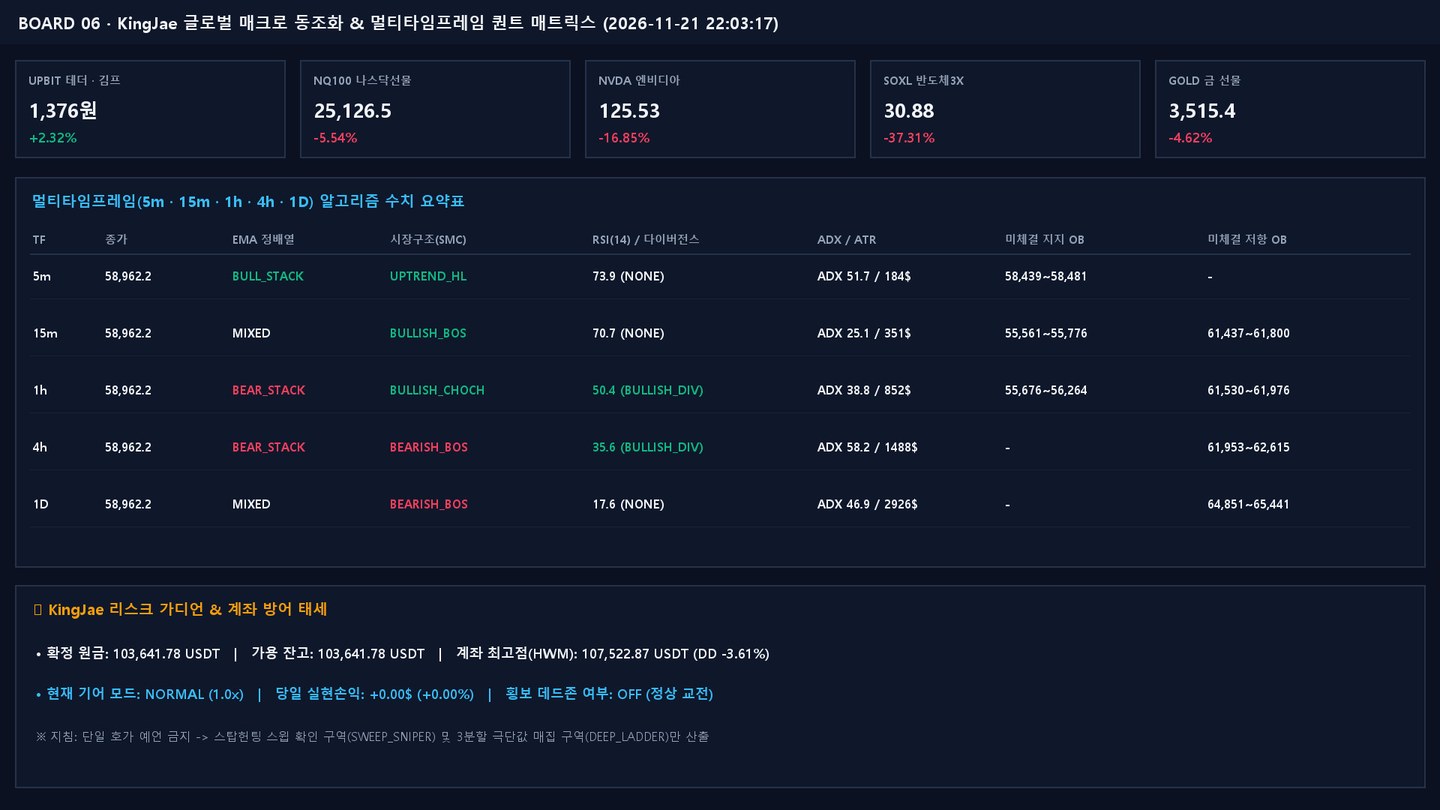 BOARD 06 · KingJae 글로벌 매크로 동조화 & 멀티타임프레임 퀀트 매트릭스 (2026-11-21 22:03:17)
UPBIT 테더 · 김프
1,376원
+2.32%
NQ100 나스닥선물
25,126.5
-5.54%
NVDA 엔비디아
125.53
-16.85%
SOXL 반도체3X
30.88
-37.31%
GOLD 금 선물
3,515.4
-4.62%
멀티타임프레임(5m · 15m · 1h · 4h · 1D) 알고리즘 수치 요약표
TF 종가 EMA 정배열 시장구조(SMC) RSI(14) / 다이버전스 ADX / ATR 미체결 지지 OB 미체결 저항 OB
5m 58,962.2 BULL_STACK UPTREND_HL 73.9 (NONE) ADX 51.7 / 184$ 58,439~58,481 -
15m 58,962.2 MIXED BULLISH_BOS 70.7 (NONE) ADX 25.1 / 351$ 55,561~55,776 61,437~61,800
1h 58,962.2 BEAR_STACK BULLISH_CHOCH 50.4 (BULLISH_DIV) ADX 38.8 / 852$ 55,676~56,264 61,530~61,976
4h 58,962.2 BEAR_STACK BEARISH_BOS 35.6 (BULLISH_DIV) ADX 58.2 / 1488$ - 61,953~62,615
1D 58,962.2 MIXED BEARISH_BOS 17.6 (NONE) ADX 46.9 / 2926$ - 64,851~65,441
KingJae 리스크 가디언 & 계좌 방어 태세
• 확정 원금: 103,641.78 USDT | 가용 잔고: 103,641.78 USDT | 계좌 최고점(HWM): 107,522.87 USDT (DD -3.61%)
• 현재 기어 모드: NORMAL (1.0x) | 당일 실현손익: +0.00$ (+0.00%) | 횡보 데드존 여부: OFF (정상 교전)
※ 지침: 단일 호가 예언 금지 -> 스탑헌팅 스윕 확인 구역(SWEEP_SNIPER) 및 3분할 극단값 매집 구역(DEEP_LADDER)만 산출